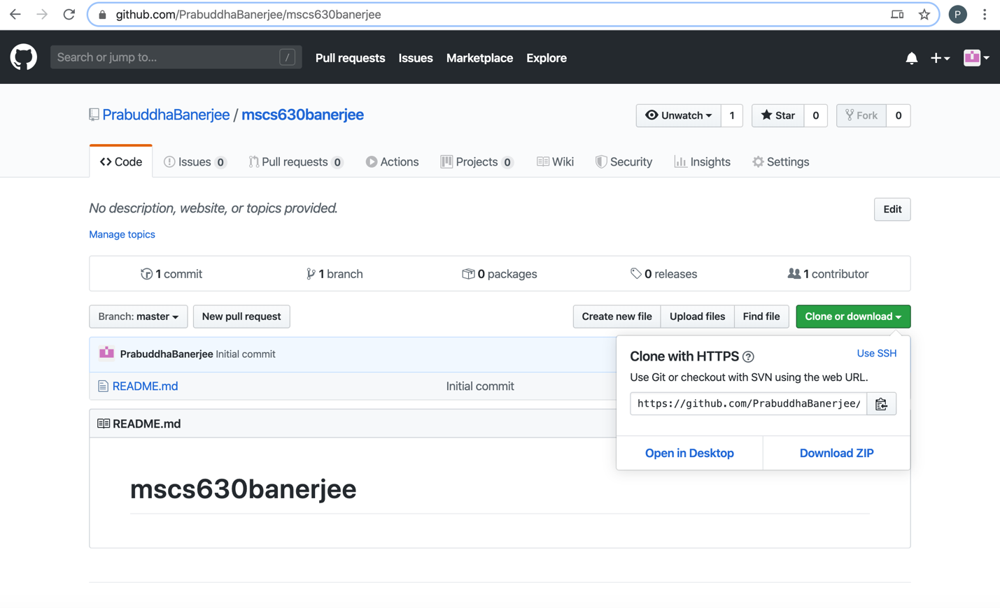 github.com/PrabuddhaBanerjee/mscs630banerjee
P
Search or jump to...
/
Pull requests
Issues
Marketplace
Explore
PrabuddhaBanerjee / mscs630banerjee
Unwatch
1
Star
0
Fork
0
Code
Issues 0
Pull requests 0
Actions
Projects 0
Wiki
Security
Insights
Settings
No description, website, or topics provided.
Edit
Manage topics
1 commit
1 branch
0 packages
0 releases
1 contributor
Branch: master
New pull request
Create new file
Upload files
Find file
Clone or download
PrabuddhaBanerjee Initial commit
README.md
Initial commit
Clone with HTTPS ?
Use SSH
Use Git or checkout with SVN using the web URL.
https://github.com/PrabuddhaBanerjee/
Open in Desktop
Download ZIP
README.md
mscs630banerjee